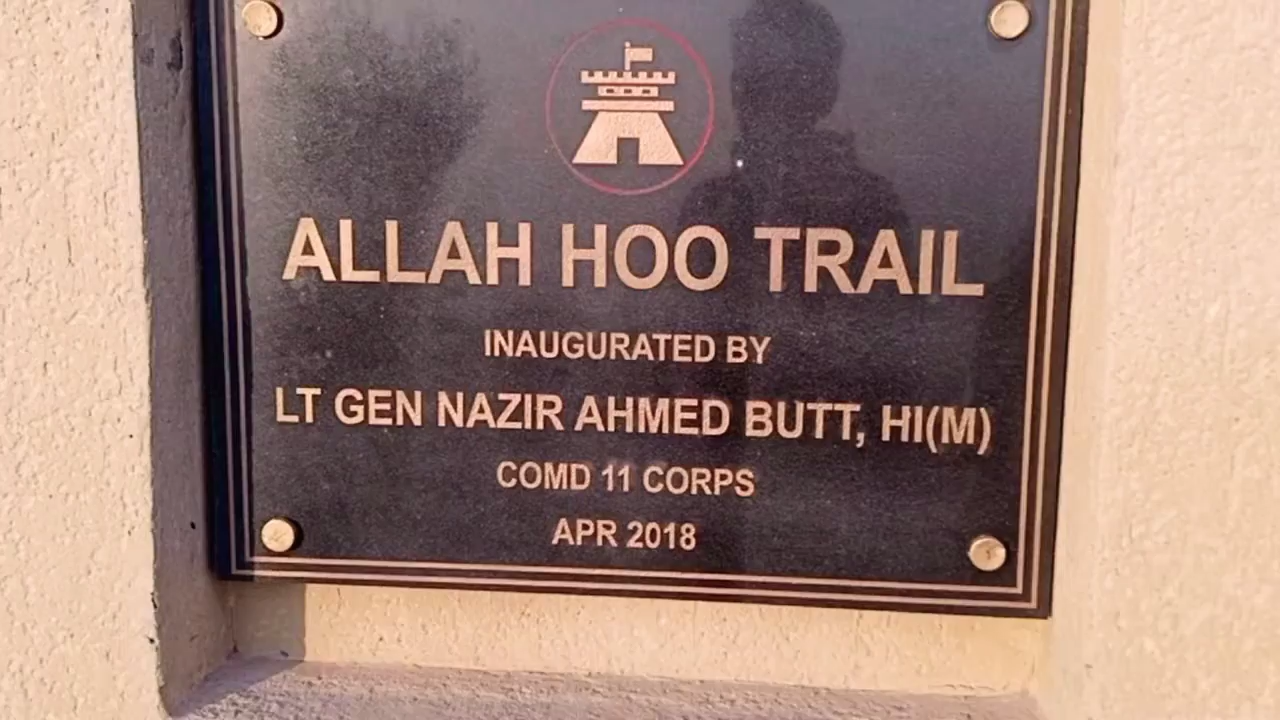 ALLAH HOO TRAIL
INAUGURATED BY
LT GEN NAZIR AHMED BUTT, HI(M)
COMD 11 CORPS
APR 2018